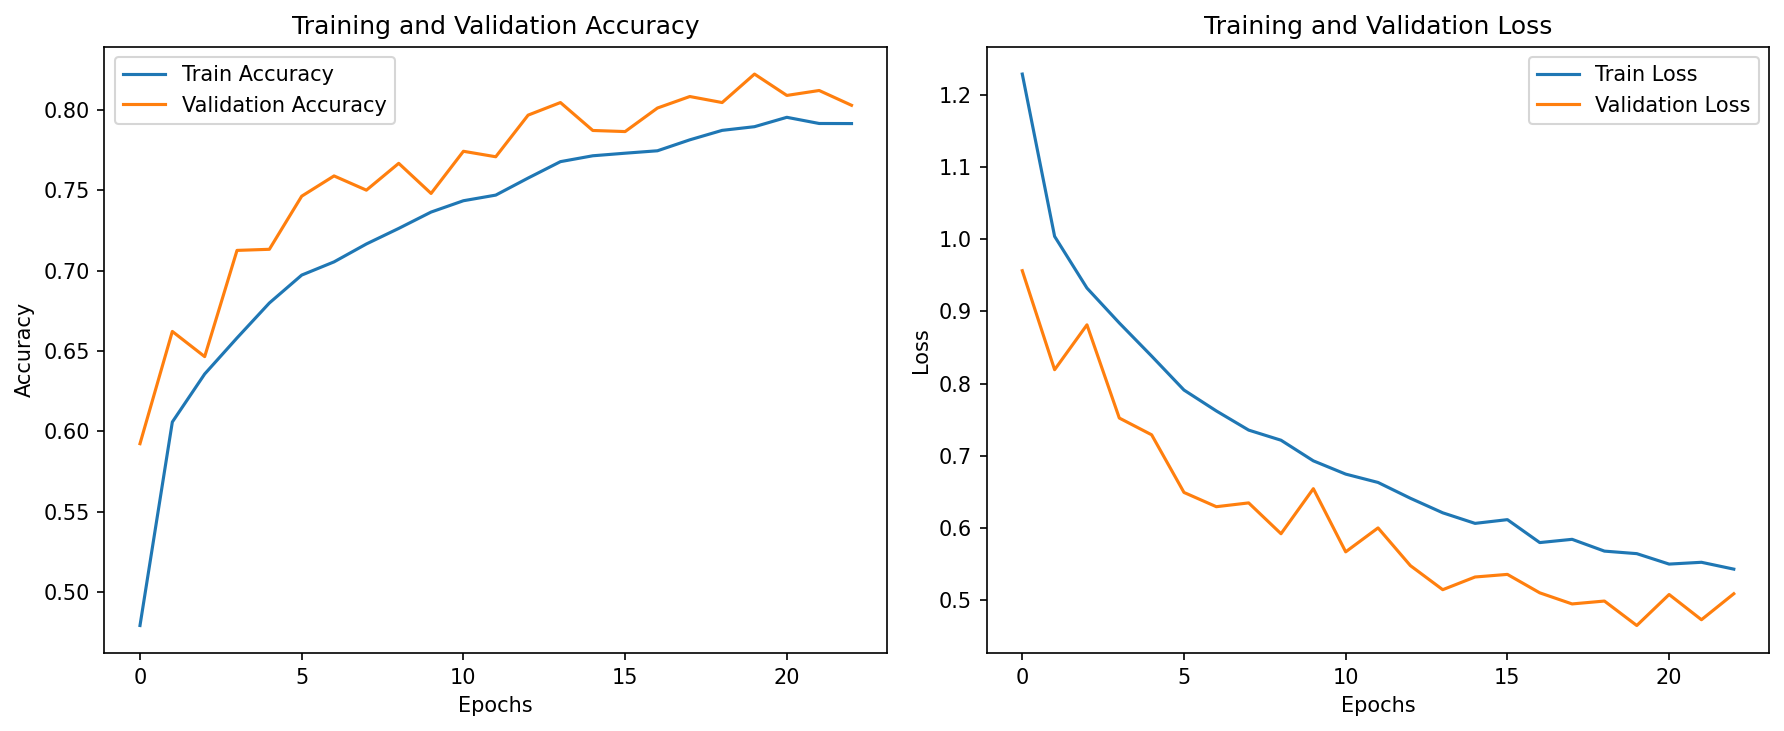 Training and Validation Accuracy
Train Accuracy
Validation Accuracy
Accuracy
0.80
0.75
0.70
0.65
0.60
0.55
0.50
0
5
10
15
20
Epochs
Training and Validation Loss
Train Loss
Validation Loss
Loss
1.2
1.1
1.0
0.9
0.8
0.7
0.6
0.5
0
5
10
15
20
Epochs